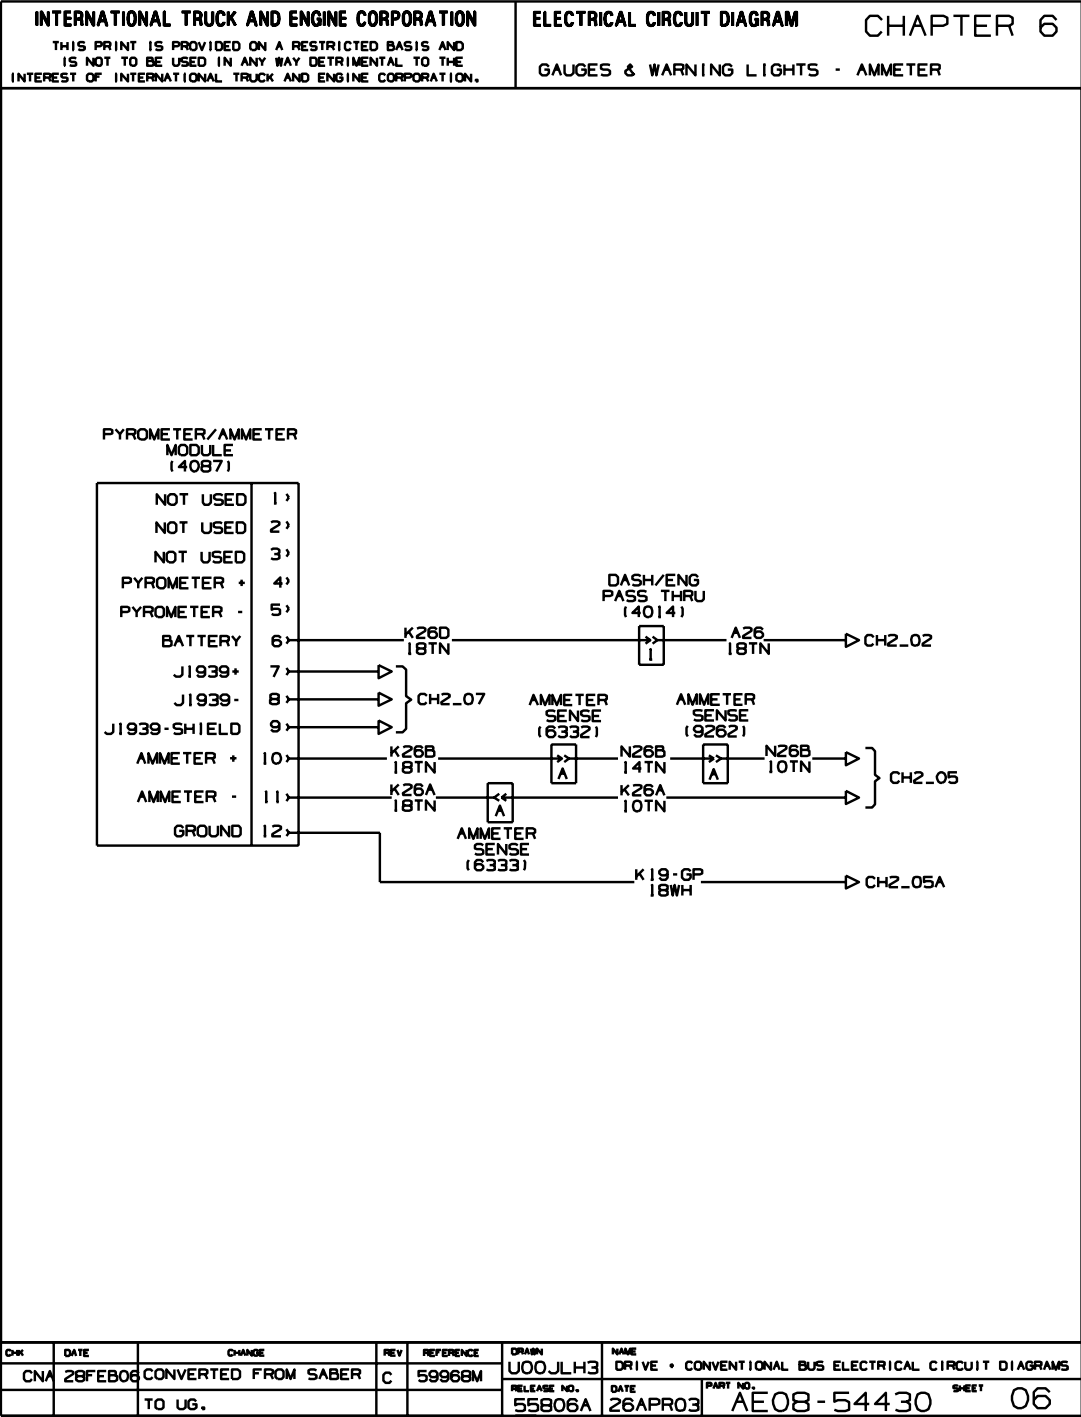 INTERNATIONAL TRUCK AND ENGINE CORPORATION
THIS PRINT IS PROVIDED ON A RESTRICTED BASIS AND
IS NOT TO BE USED IN ANY WAY DETRIMENTAL TO THE
INTEREST OF INTERNATIONAL TRUCK AND ENGINE CORPORATION.
ELECTRICAL CIRCUIT DIAGRAM
CHAPTER 6
GAUGES & WARNING LIGHTS - AMMETER
PYROMETER/AMMETER
MODULE
(4087)
NOT USED 1
NOT USED 2
NOT USED 3
PYROMETER + 4
PYROMETER - 5
BATTERY 6
J1939+ 7
J1939- 8
J1939-SHIELD 9
AMMETER + 10
AMMETER - 11
GROUND 12
DASH/ENG
PASS THRU
(4014)
K26D
18TN
1
A26
18TN
CH2_02
CH2_07
AMMETER
SENSE
(6332)
AMMETER
SENSE
(9262)
K26B
18TN
A
N26B
14TN
A
N26B
10TN
CH2_05
K26A
18TN
A
K26A
10TN
AMMETER
SENSE
(6333)
K19-GP
18WH
CH2_05A
CHK DATE CHANGE REV REFERENCE
CNA 28FEB06 CONVERTED FROM SABER C 59968M
TO UG.
DRAWN
U00JLH3
NAME
DRIVE + CONVENTIONAL BUS ELECTRICAL CIRCUIT DIAGRAMS
RELEASE NO.
55806A
DATE
26APR03
PART NO.
AE08-54430
SHEET
06